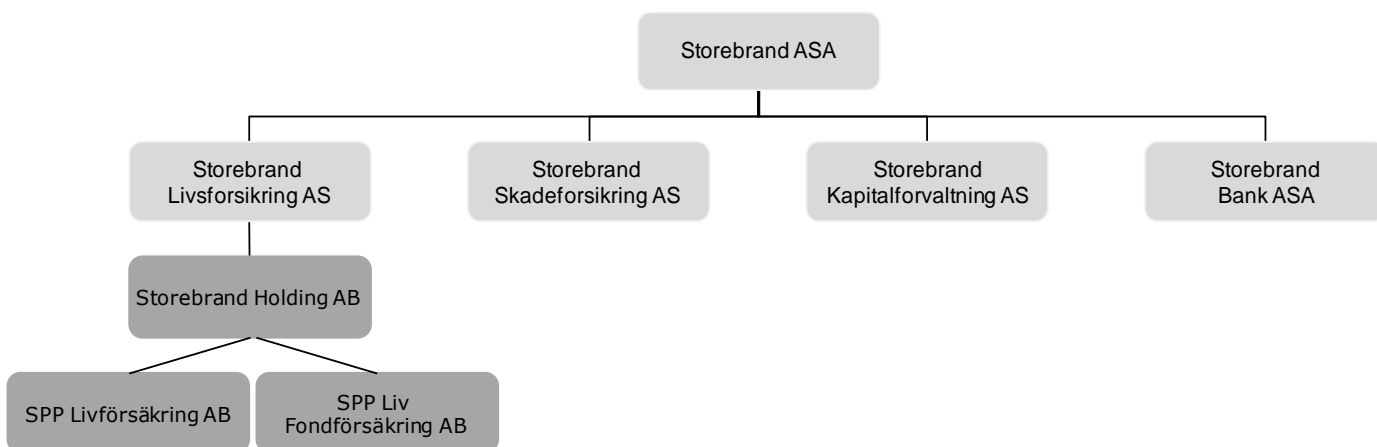 Storebrand ASA
Storebrand
Livsforsikring AS
Storebrand
Skadeforsikring AS
Storebrand
Kapitalforvaltning AS
Storebrand
Bank ASA
Storebrand Holding AB
SPP Livförsäkring AB
SPP Liv
Fondförsäkring AB